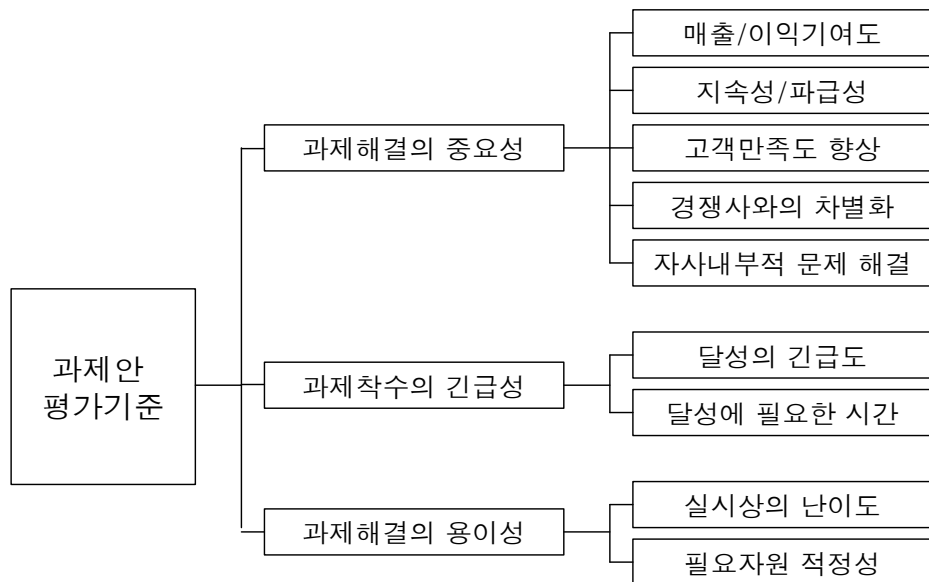 과제안
평가기준
과제해결의 중요성
매출/이익기여도
지속성/파급성
고객만족도 향상
경쟁사와의 차별화
자사내부적 문제 해결
과제착수의 긴급성
달성의 긴급도
달성에 필요한 시간
과제해결의 용이성
실시상의 난이도
필요자원 적정성